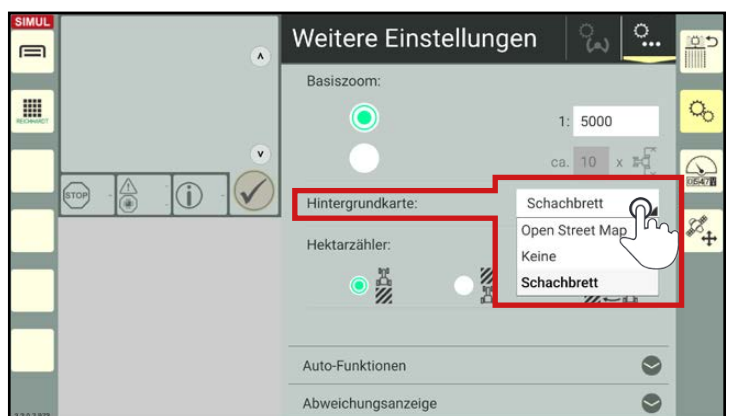 SIMUL
Weitere Einstellungen
Basiszoom:
1: 5000
ca. 10 x
REICHHARDT
STOP
Hintergrundkarte:
Schachbrett
Open Street Map
Keine
Schachbrett
Hektarzähler:
Auto-Funktionen
Abweichungsanzeige